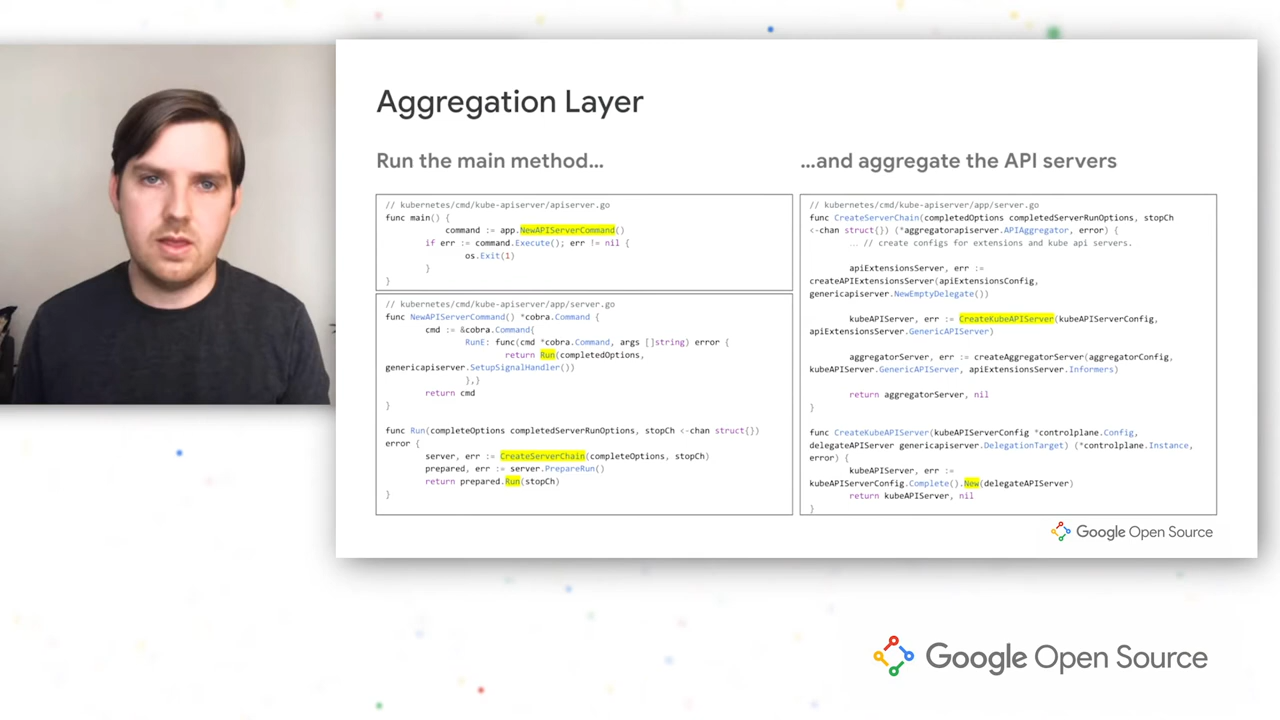 Aggregation Layer
Run the main method...
// kubernetes/cmd/kube-apiserver/apiserver.go
func main() {
command := app.NewAPIServerCommand()
if err := command.Execute(); err != nil {
os.Exit(1)
}
}
// kubernetes/cmd/kube-apiserver/app/server.go
func NewAPIServerCommand() *cobra.Command {
cmd := &cobra.Command{
RunE: func(cmd *cobra.Command, args []string) error {
return Run(completedOptions,
genericapiserver.SetupSignalHandler())
},}
return cmd
}
func Run(completeOptions completedServerRunOptions, stopCh <-chan struct{})
error {
server, err := CreateServerChain(completeOptions, stopCh)
prepared, err := server.PrepareRun()
return prepared.Run(stopCh)
}
...and aggregate the API servers
// kubernetes/cmd/kube-apiserver/app/server.go
func CreateServerChain(completedOptions completedServerRunOptions, stopCh
<-chan struct{}) (*aggregatorapiserver.APIAggregator, error) {
... // create configs for extensions and kube api servers.
apiExtensionsServer, err :=
createAPIExtensionsServer(apiExtensionsConfig,
genericapiserver.NewEmptyDelegate())
kubeAPIServer, err := CreateKubeAPIServer(kubeAPIServerConfig,
apiExtensionsServer.GenericAPIServer)
aggregatorServer, err := createAggregatorServer(aggregatorConfig,
kubeAPIServer.GenericAPIServer, apiExtensionsServer.Informers)
return aggregatorServer, nil
}
func CreateKubeAPIServer(kubeAPIServerConfig *controlplane.Config,
delegateAPIServer genericapiserver.DelegationTarget) (*controlplane.Instance,
error) {
kubeAPIServer, err :=
kubeAPIServerConfig.Complete().New(delegateAPIServer)
return kubeAPIServer, nil
}
Google Open Source
Google Open Source